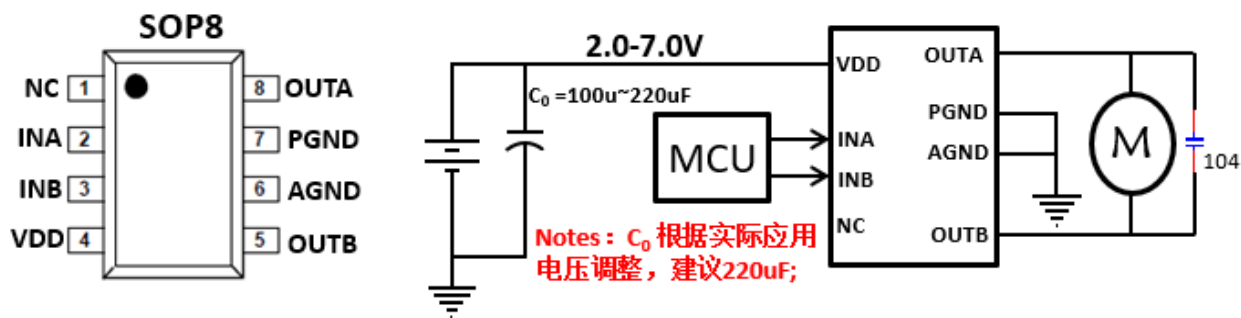 SOP8
NC 1
INA 2
INB 3
VDD 4
8 OUTA
7 PGND
6 AGND
5 OUTB
2.0-7.0V
C₀ =100u~220uF
MCU
VDD
INA
INB
NC
OUTA
PGND
AGND
OUTB
M
104
Notes：C₀ 根据实际应用
电压调整，建议220uF;